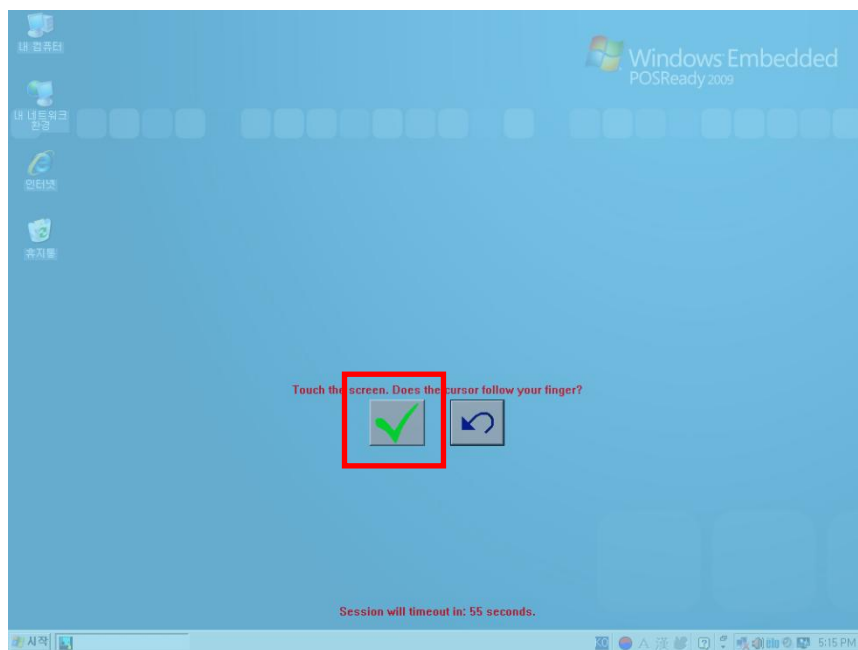 내 컴퓨터
Windows Embedded
POSReady 2009
내 네트워크
환경
인터넷
휴지통
Touch the screen. Does the cursor follow your finger?
Session will timeout in: 55 seconds.
시작
KO
A 漢
5:15 PM